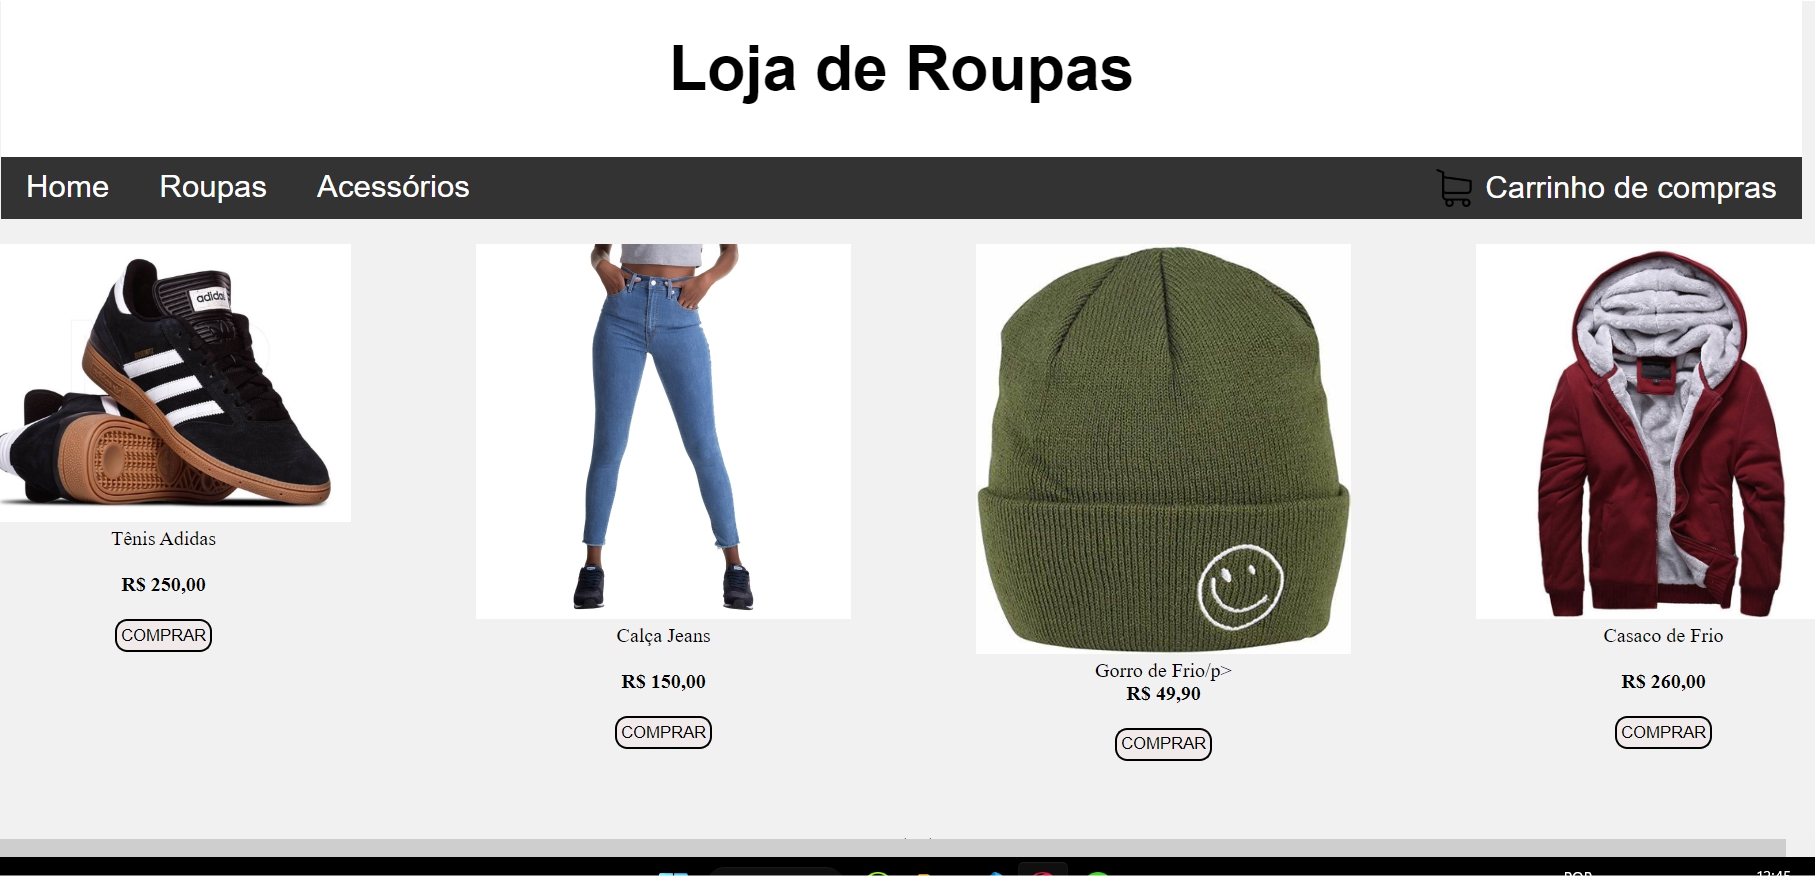 Loja de Roupas
Home Roupas Acessórios Carrinho de compras
adidas
Tênis Adidas
R$ 250,00
COMPRAR
Calça Jeans
R$ 150,00
COMPRAR
Gorro de Frio/p>
R$ 49,90
COMPRAR
Casaco de Frio
R$ 260,00
COMPRAR